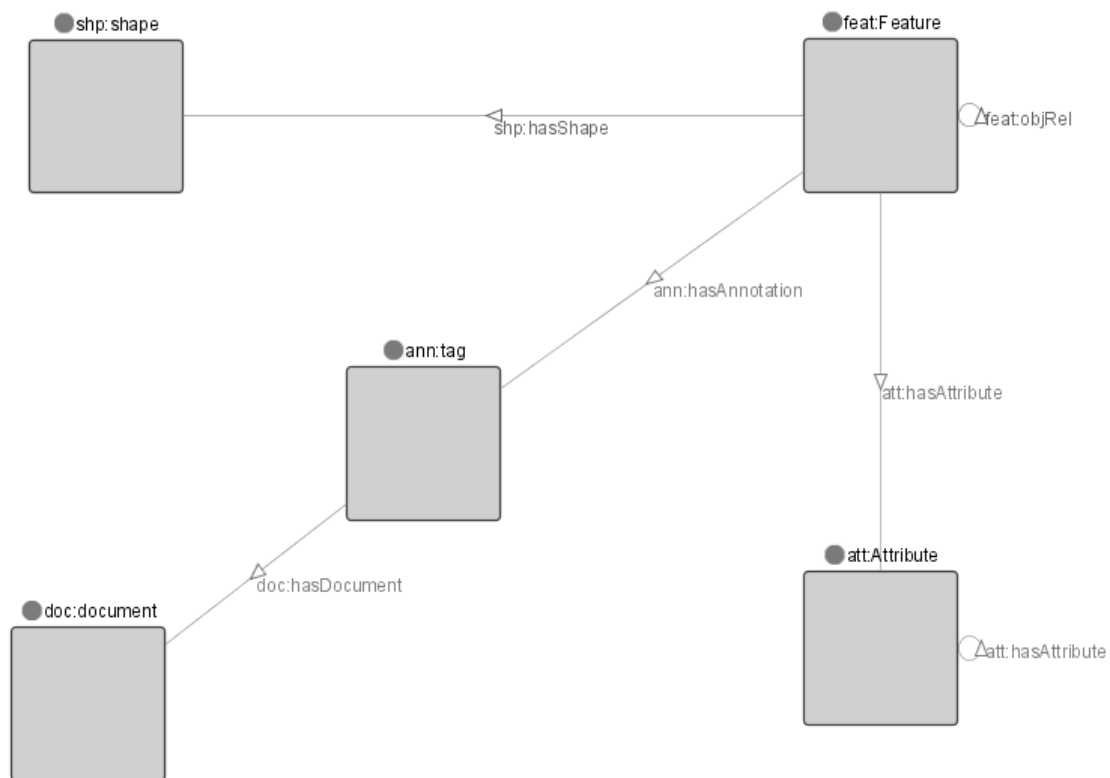 shp:shape
feat:Feature
shp:hasShape
feat:objRel
ann:hasAnnotation
ann:tag
att:hasAttribute
att:Attribute
doc:hasDocument
doc:document
att:hasAttribute